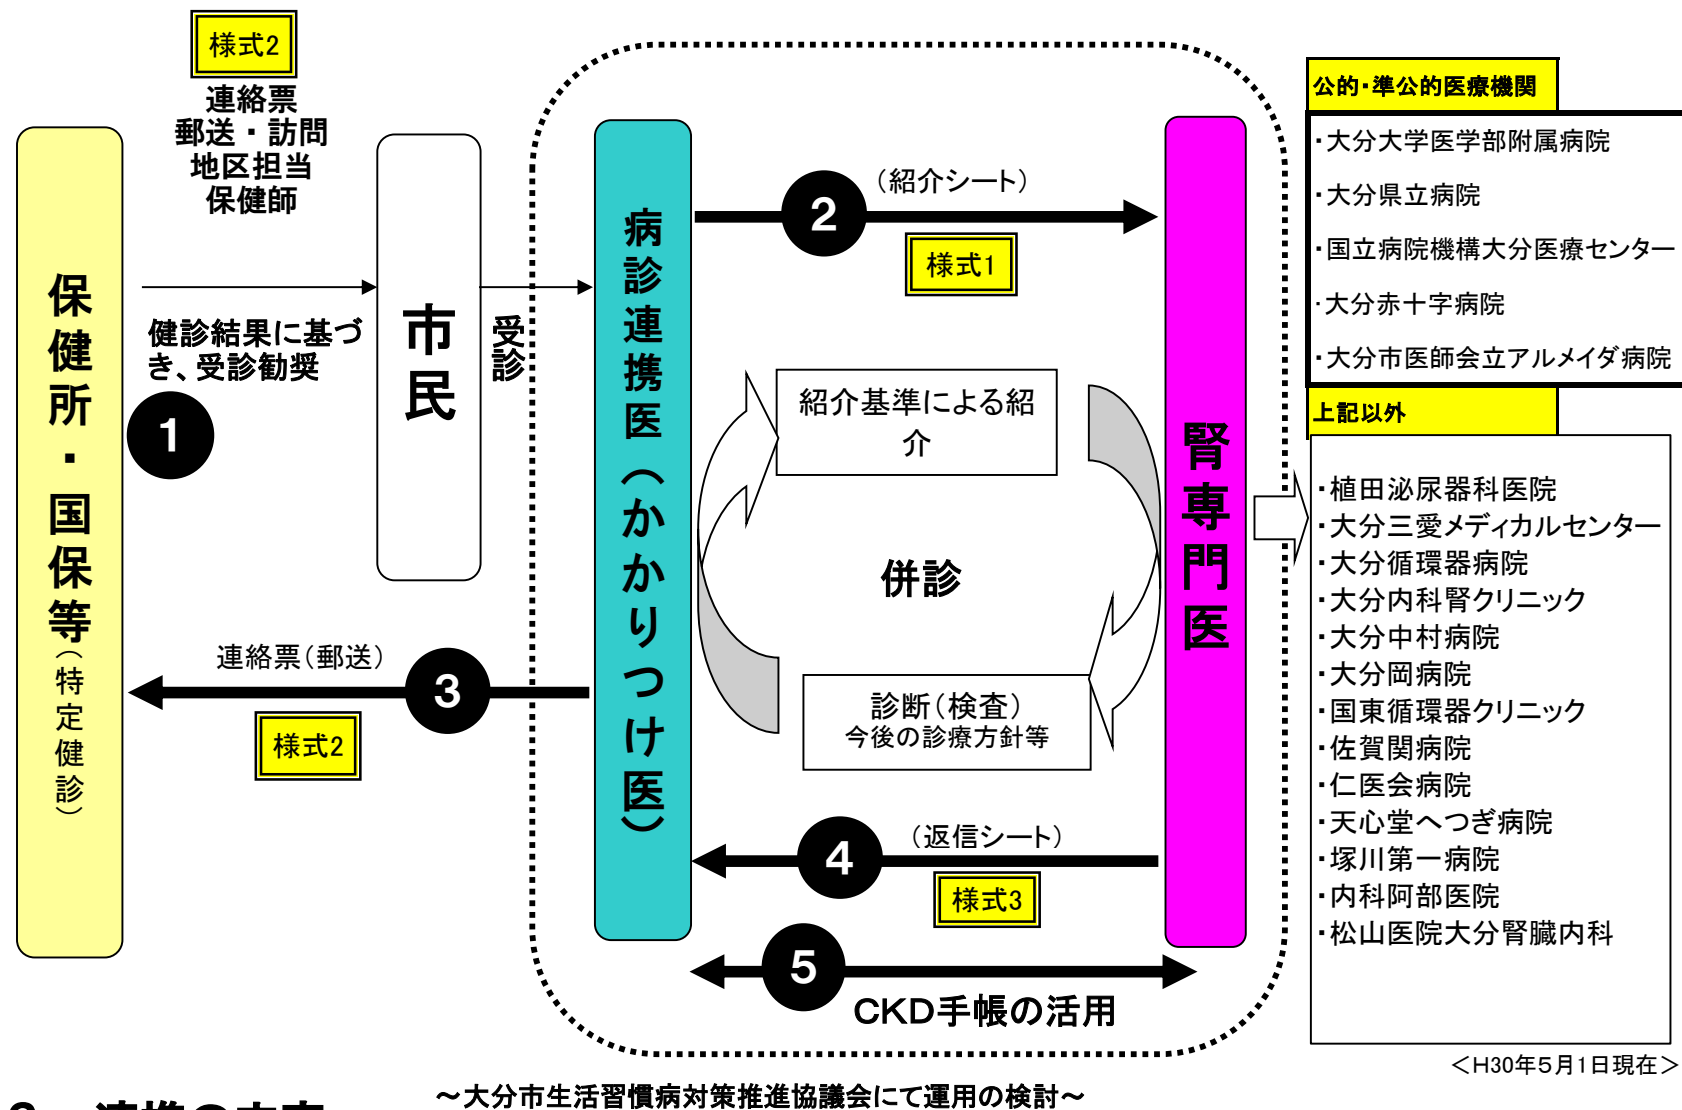 様式2
連絡票
郵送・訪問
地区担当
保健師
保健所・国保等（特定健診）
健診結果に基づ
き、受診勧奨
1
市民
受診
病診連携医（かかりつけ医）
2
（紹介シート）
様式1
紹介基準による紹
介
併診
診断（検査）
今後の診療方針等
連絡票（郵送）
3
様式2
4
（返信シート）
様式3
5
CKD手帳の活用
腎専門医
公的・準公的医療機関
・大分大学医学部附属病院
・大分県立病院
・国立病院機構大分医療センター
・大分赤十字病院
・大分市医師会立アルメイダ病院
上記以外
・植田泌尿器科医院
・大分三愛メディカルセンター
・大分循環器病院
・大分内科腎クリニック
・大分中村病院
・大分岡病院
・国東循環器クリニック
・佐賀関病院
・仁医会病院
・天心堂へつぎ病院
・塚川第一病院
・内科阿部医院
・松山医院大分腎臓内科
＜H30年5月1日現在＞
～大分市生活習慣病対策推進協議会にて運用の検討～